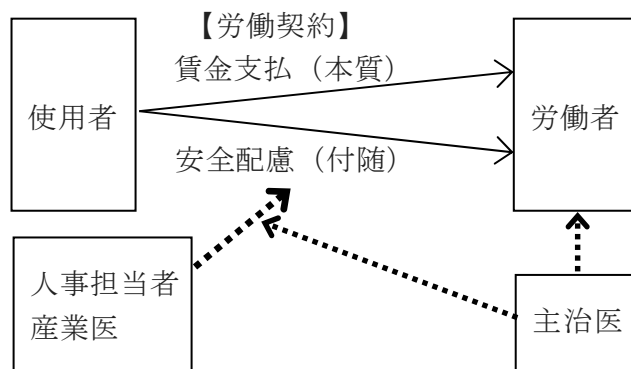 【労働契約】
賃金支払（本質）
使用者
労働者
安全配慮（付随）
人事担当者
産業医
主治医